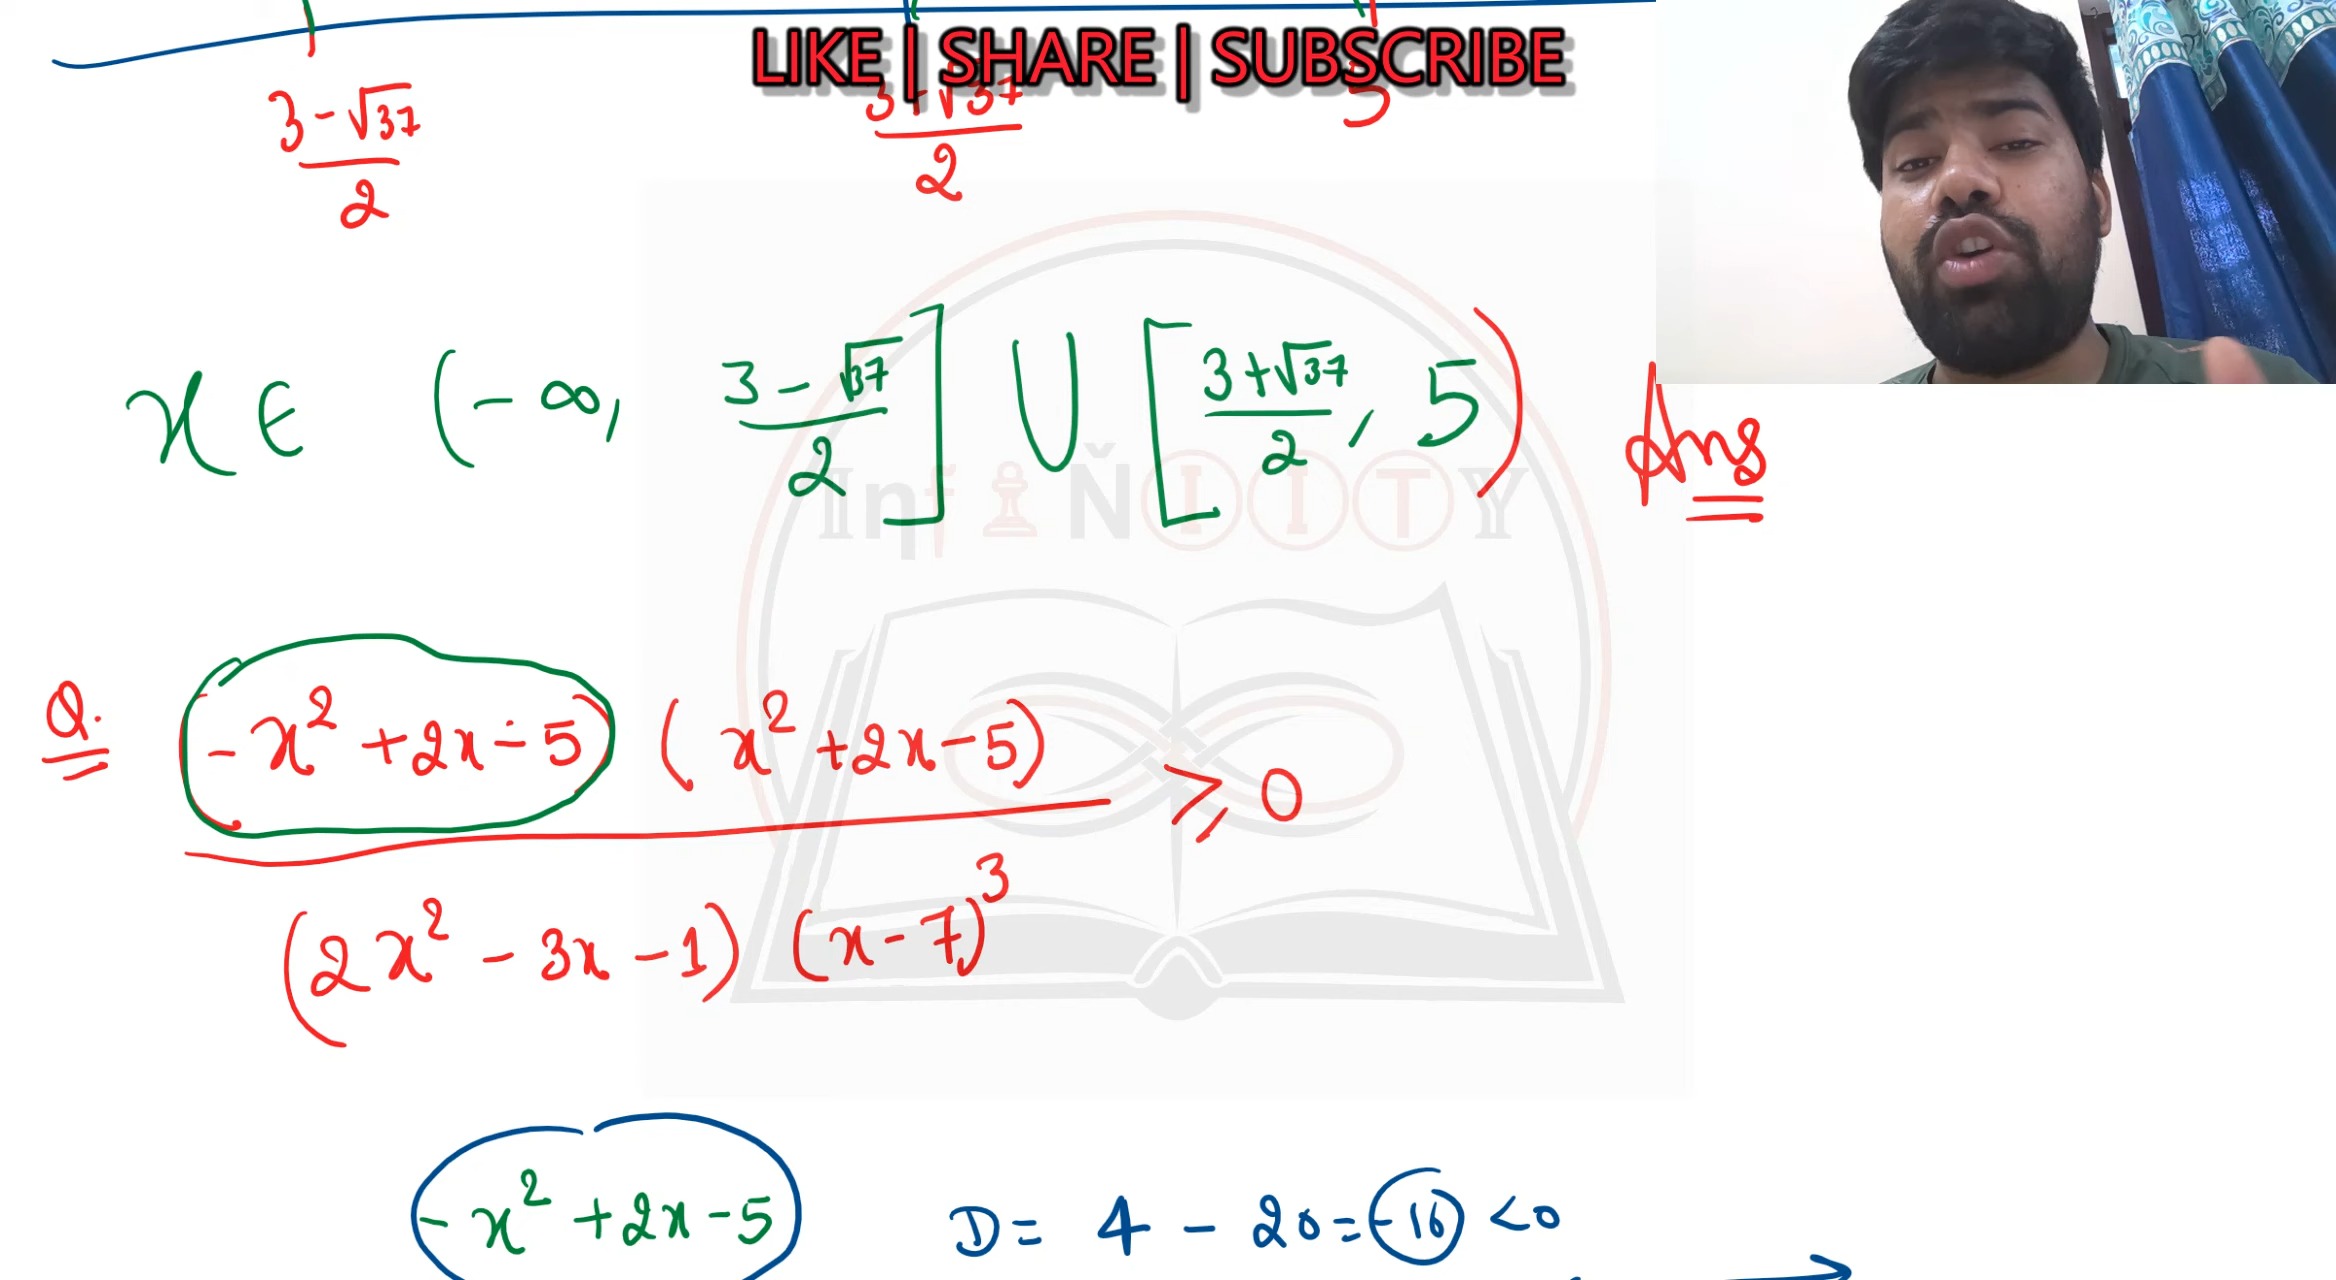 LIKE | SHARE | SUBSCRIBE
3-√37/2 3+√37/2 5
x ∈ (-∞, 3-√37/2] ∪ [3+√37/2, 5) Ans
InfIÑIITY
Q. (-x²+2x-5)(x²+2x-5)/(2x²-3x-1)(x-7)³ ≥ 0
-x²+2x-5 D= 4 - 20 = -16 <0